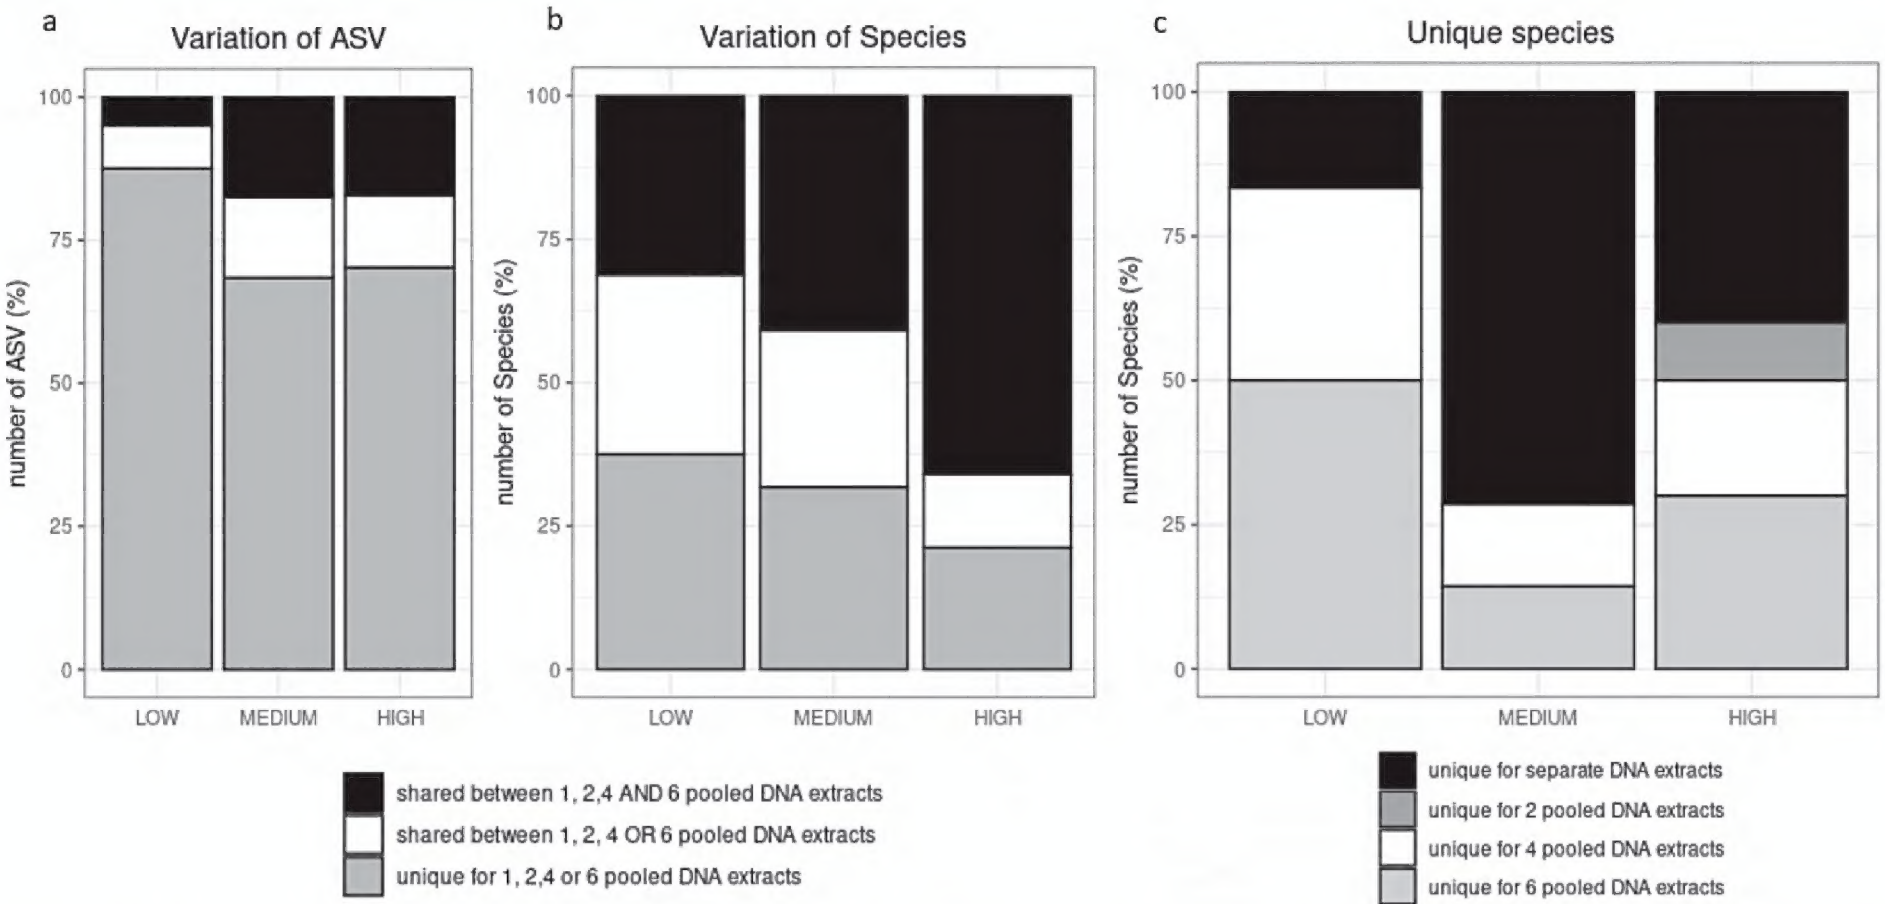 a
Variation of ASV
number of ASV (%)
100
75
50
25
0
LOW MEDIUM HIGH
b
Variation of Species
number of Species (%)
100
75
50
25
0
LOW MEDIUM HIGH
shared between 1, 2,4 AND 6 pooled DNA extracts
shared between 1, 2, 4 OR 6 pooled DNA extracts
unique for 1, 2,4 or 6 pooled DNA extracts
c
Unique species
number of Species (%)
100
75
50
25
0
LOW MEDIUM HIGH
unique for separate DNA extracts
unique for 2 pooled DNA extracts
unique for 4 pooled DNA extracts
unique for 6 pooled DNA extracts